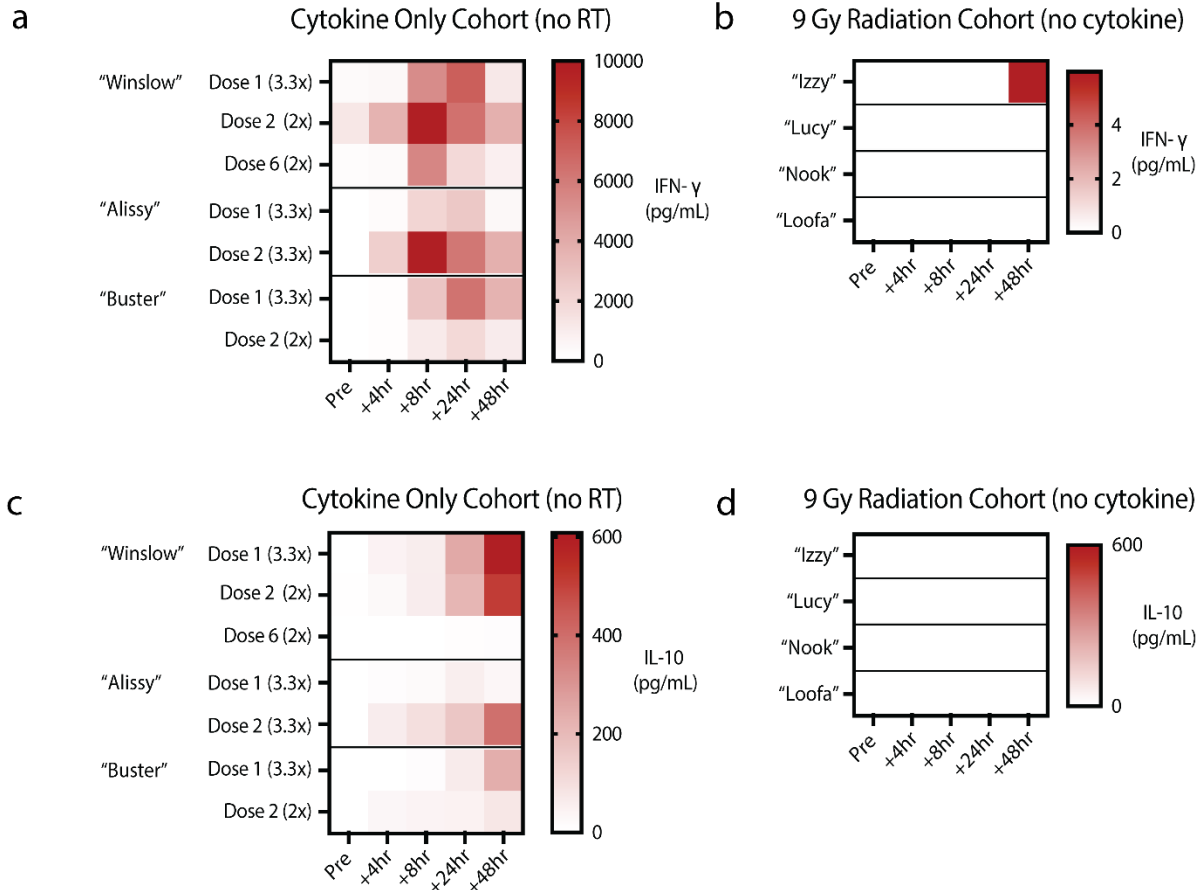 a
Cytokine Only Cohort (no RT)
“Winslow”
Dose 1 (3.3x)
Dose 2 (2x)
Dose 6 (2x)
“Alissy”
Dose 1 (3.3x)
Dose 2 (3.3x)
“Buster”
Dose 1 (3.3x)
Dose 2 (2x)
Pre
+4hr
+8hr
+24hr
+48hr
10000
8000
6000
4000
2000
0
IFN- γ
(pg/mL)
b
9 Gy Radiation Cohort (no cytokine)
“Izzy”
“Lucy”
“Nook”
“Loofa”
Pre
+4hr
+8hr
+24hr
+48hr
4
2
0
IFN- γ
(pg/mL)
c
Cytokine Only Cohort (no RT)
“Winslow”
Dose 1 (3.3x)
Dose 2 (2x)
Dose 6 (2x)
“Alissy”
Dose 1 (3.3x)
Dose 2 (3.3x)
“Buster”
Dose 1 (3.3x)
Dose 2 (2x)
Pre
+4hr
+8hr
+24hr
+48hr
600
400
200
0
IL-10
(pg/mL)
d
9 Gy Radiation Cohort (no cytokine)
“Izzy”
“Lucy”
“Nook”
“Loofa”
Pre
+4hr
+8hr
+24hr
+48hr
600
0
IL-10
(pg/mL)